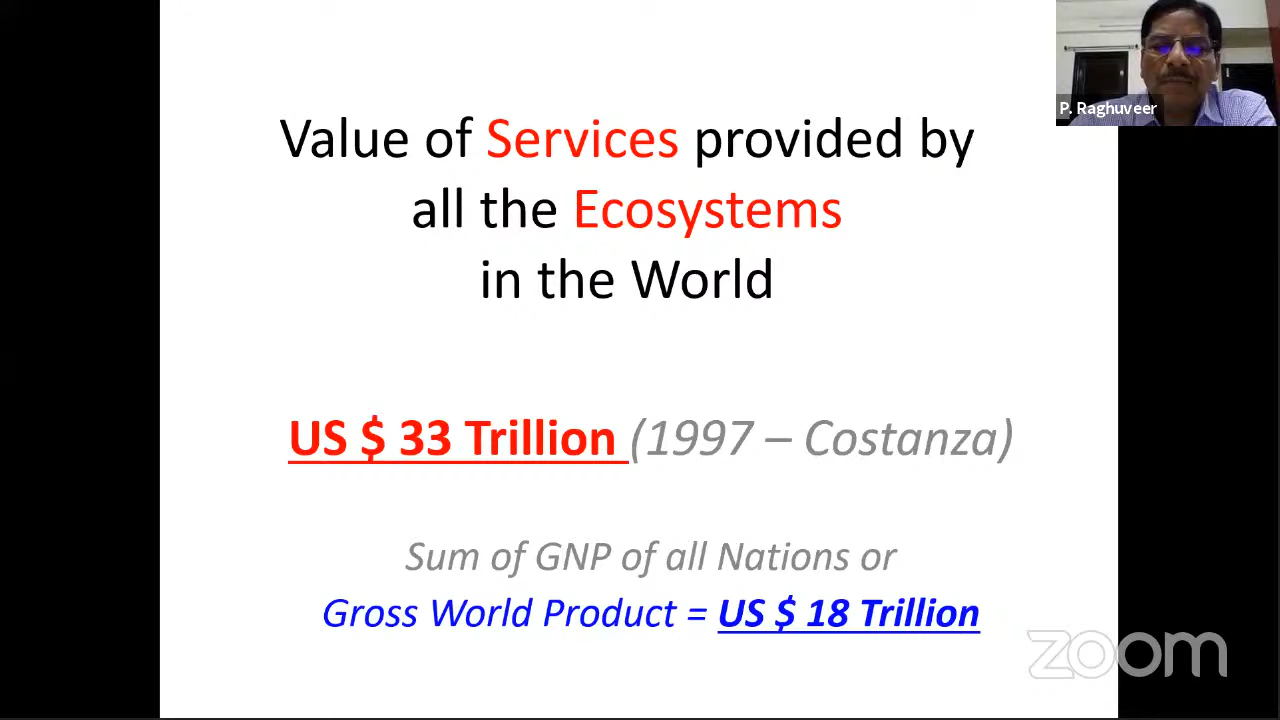 P. Raghuveer
Value of Services provided by
all the Ecosystems
in the World
US $ 33 Trillion (1997 – Costanza)
Sum of GNP of all Nations or
Gross World Product = US $ 18 Trillion
zoom